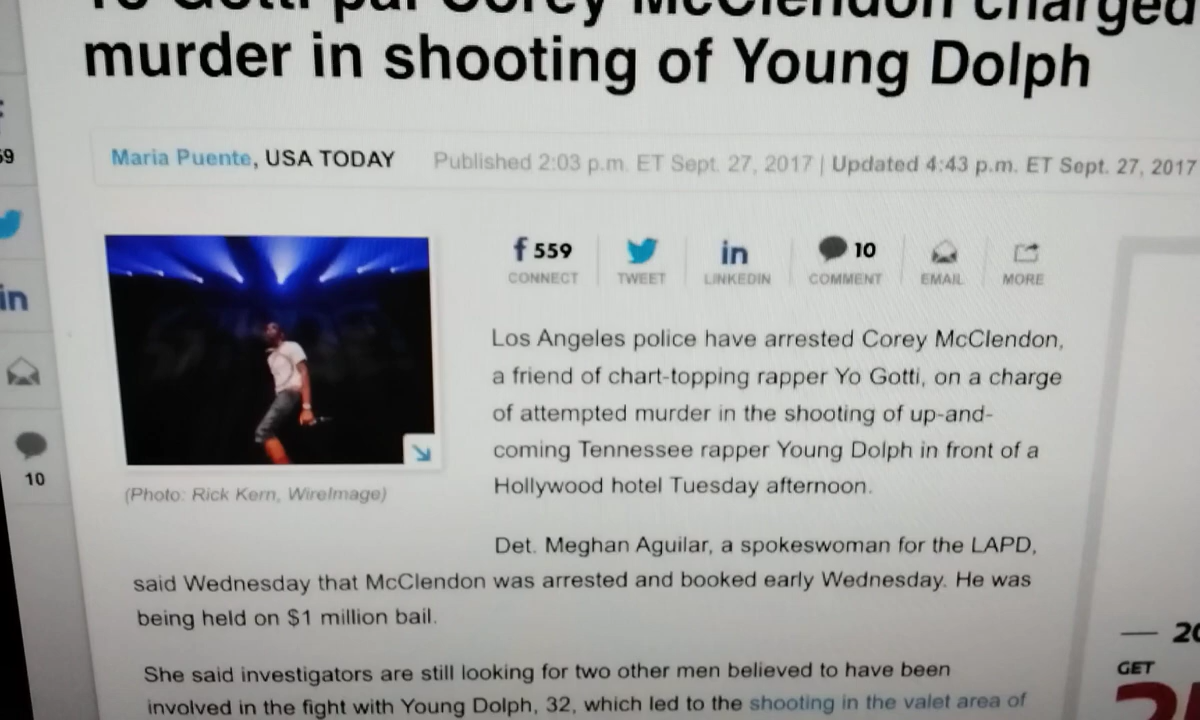 Yo Gotti pal Corey McClendon charged
murder in shooting of Young Dolph
Maria Puente, USA TODAY Published 2:03 p.m. ET Sept. 27, 2017 | Updated 4:43 p.m. ET Sept. 27, 2017
f 559
CONNECT
TWEET
in
LINKEDIN
10
COMMENT
EMAIL
MORE
in
10
(Photo: Rick Kern, WireImage)
Los Angeles police have arrested Corey McClendon,
a friend of chart-topping rapper Yo Gotti, on a charge
of attempted murder in the shooting of up-and-
coming Tennessee rapper Young Dolph in front of a
Hollywood hotel Tuesday afternoon.
Det. Meghan Aguilar, a spokeswoman for the LAPD,
said Wednesday that McClendon was arrested and booked early Wednesday. He was
being held on $1 million bail.
She said investigators are still looking for two other men believed to have been
involved in the fight with Young Dolph, 32, which led to the shooting in the valet area of
GET